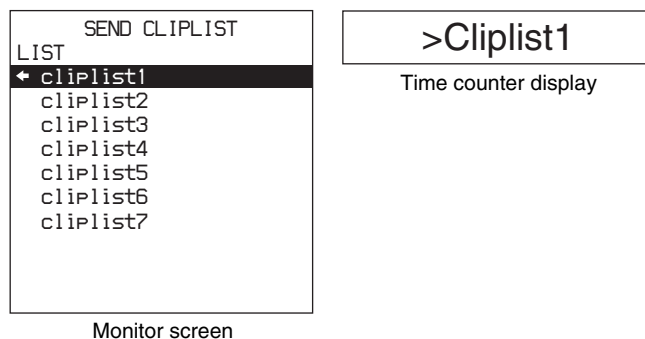 SEND CLIPLIST
LIST
cliplist1
cliplist2
cliplist3
cliplist4
cliplist5
cliplist6
cliplist7
Monitor screen
>Cliplist1
Time counter display